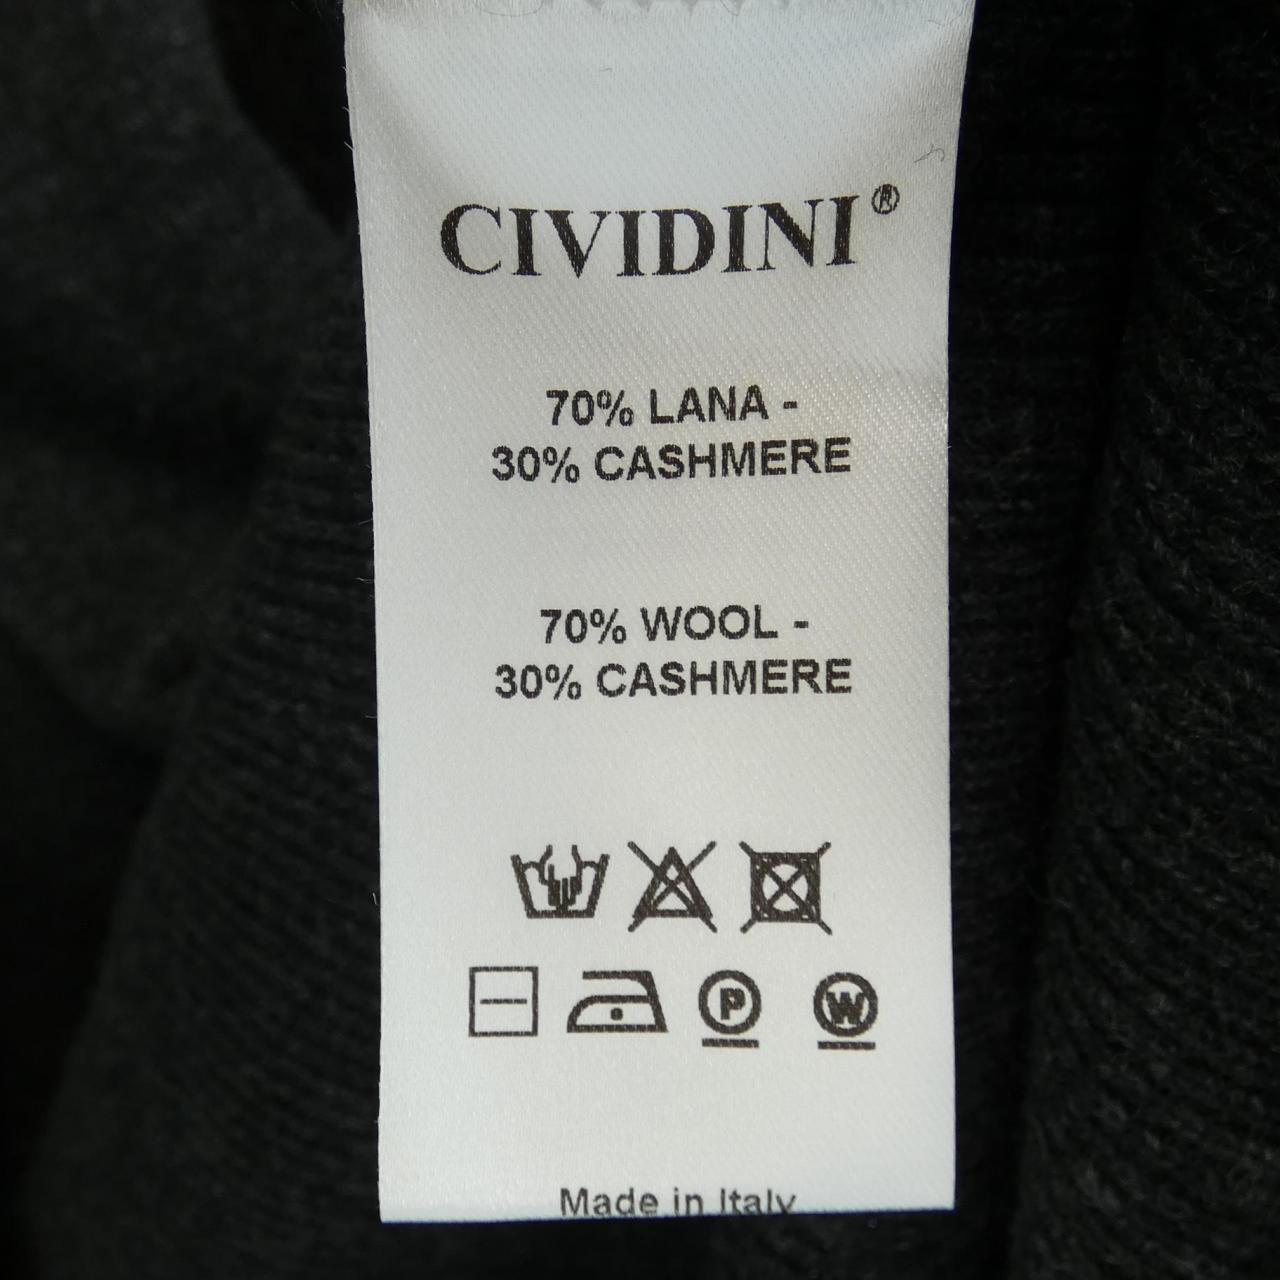 CIVIDINI®
70% LANA -
30% CASHMERE
70% WOOL -
30% CASHMERE
P W
Made in Italy